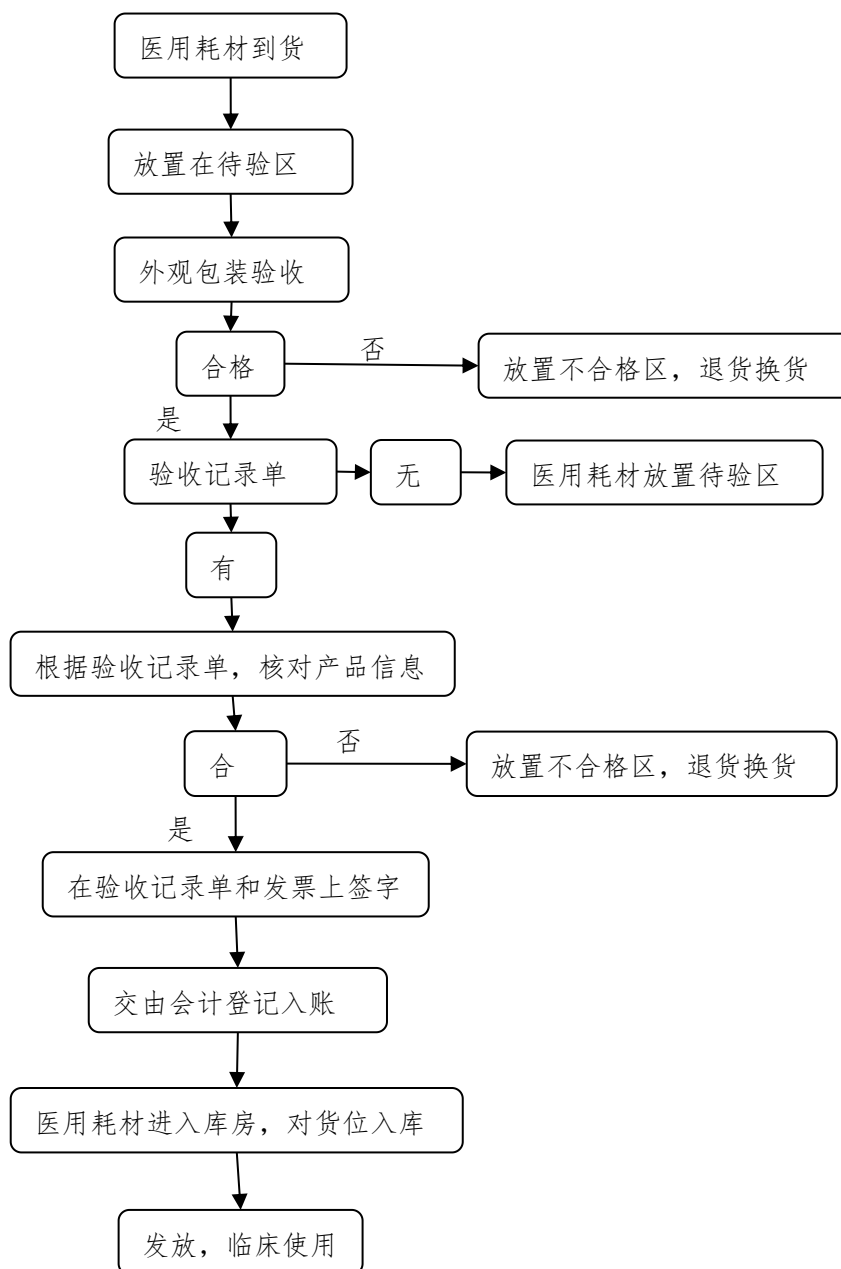 医用耗材到货
放置在待验区
外观包装验收
合格
否
放置不合格区，退货换货
是
验收记录单
无
医用耗材放置待验区
有
根据验收记录单，核对产品信息
合
否
放置不合格区，退货换货
是
在验收记录单和发票上签字
交由会计登记入账
医用耗材进入库房，对货位入库
发放，临床使用